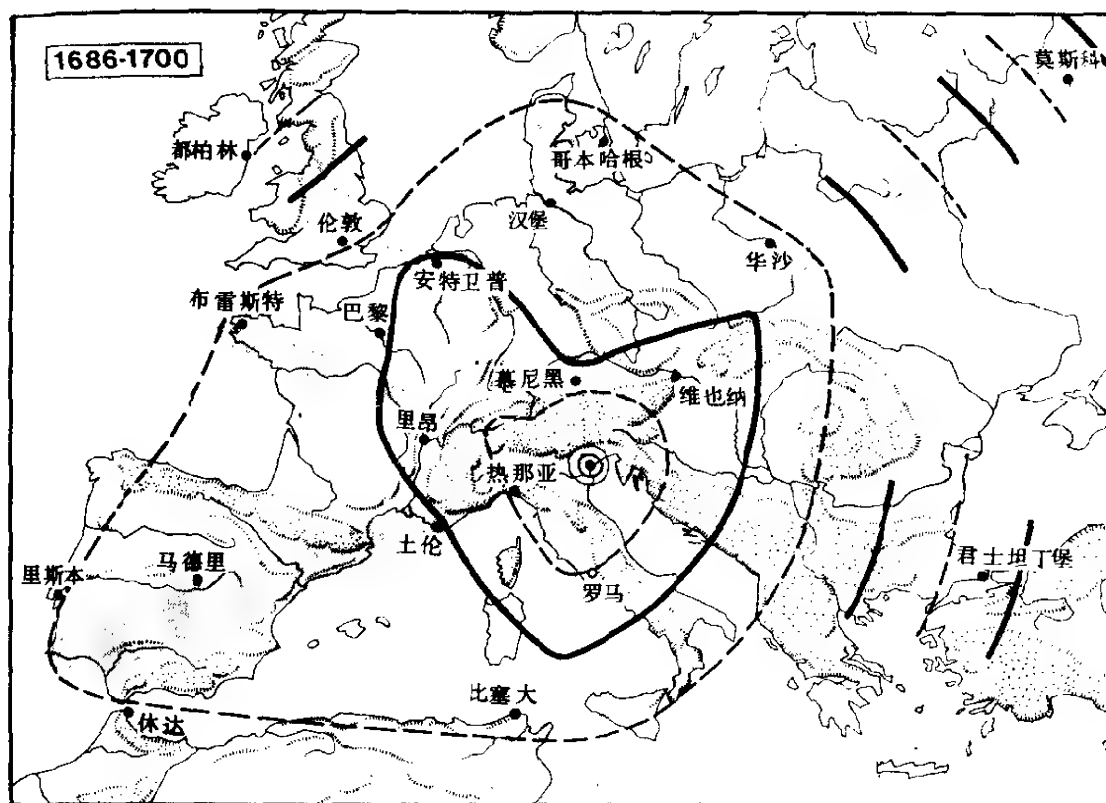 1686-1700
莫斯科
都柏林
哥本哈根
汉堡
伦敦
华沙
安特卫普
布雷斯特
巴黎
慕尼黑
维也纳
里昂
热那亚
土伦
君士坦丁堡
马德里
里斯本
罗马
比塞大
休达